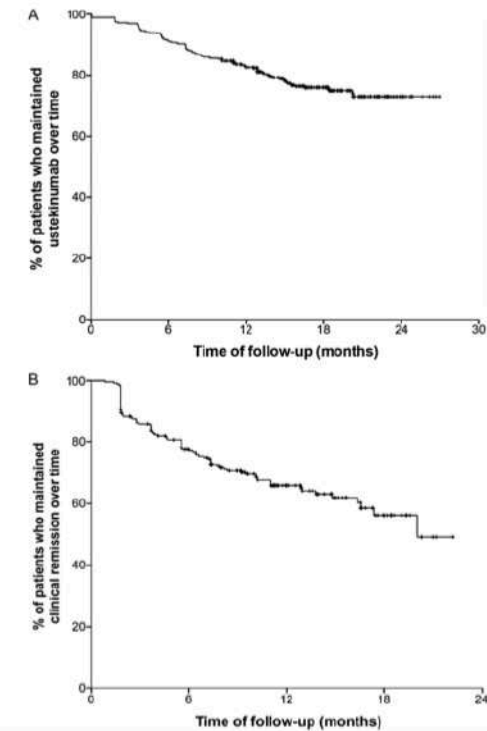 A
100
80
60
40
20
0
% of patients who maintained
ustekinumab over time
0 6 12 18 24 30
Time of follow-up (months)
B
100
80
60
40
20
0
% of patients who maintained
clinical remission over time
0 6 12 18 24
Time of follow-up (months)